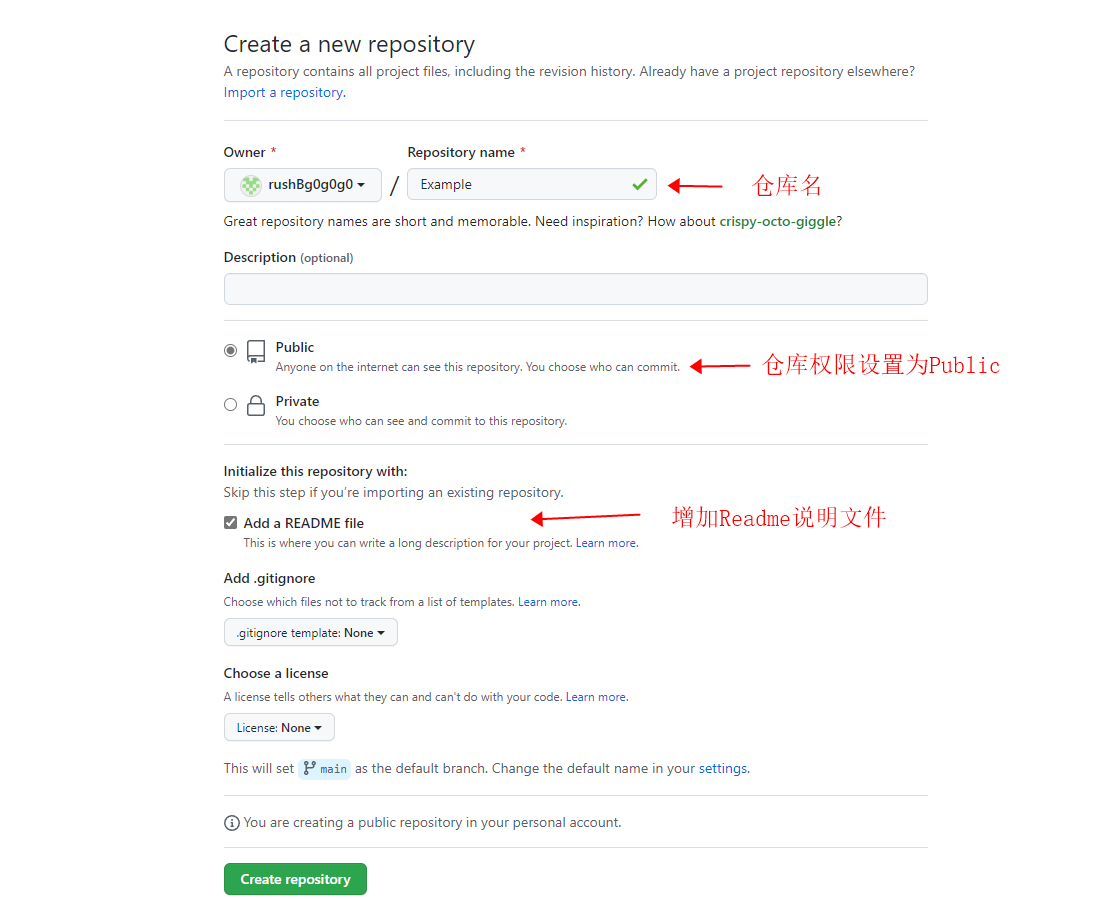 Create a new repository
A repository contains all project files, including the revision history. Already have a project repository elsewhere?
Import a repository.
Owner * Repository name *
rushBg0g0g0 / Example 仓库名
Great repository names are short and memorable. Need inspiration? How about crispy-octo-giggle?
Description (optional)
Public
Anyone on the internet can see this repository. You choose who can commit. 仓库权限设置为Public
Private
You choose who can see and commit to this repository.
Initialize this repository with:
Skip this step if you're importing an existing repository.
Add a README file 增加Readme说明文件
This is where you can write a long description for your project. Learn more.
Add .gitignore
Choose which files not to track from a list of templates. Learn more.
.gitignore template: None
Choose a license
A license tells others what they can and can't do with your code. Learn more.
License: None
This will set main as the default branch. Change the default name in your settings.
You are creating a public repository in your personal account.
Create repository